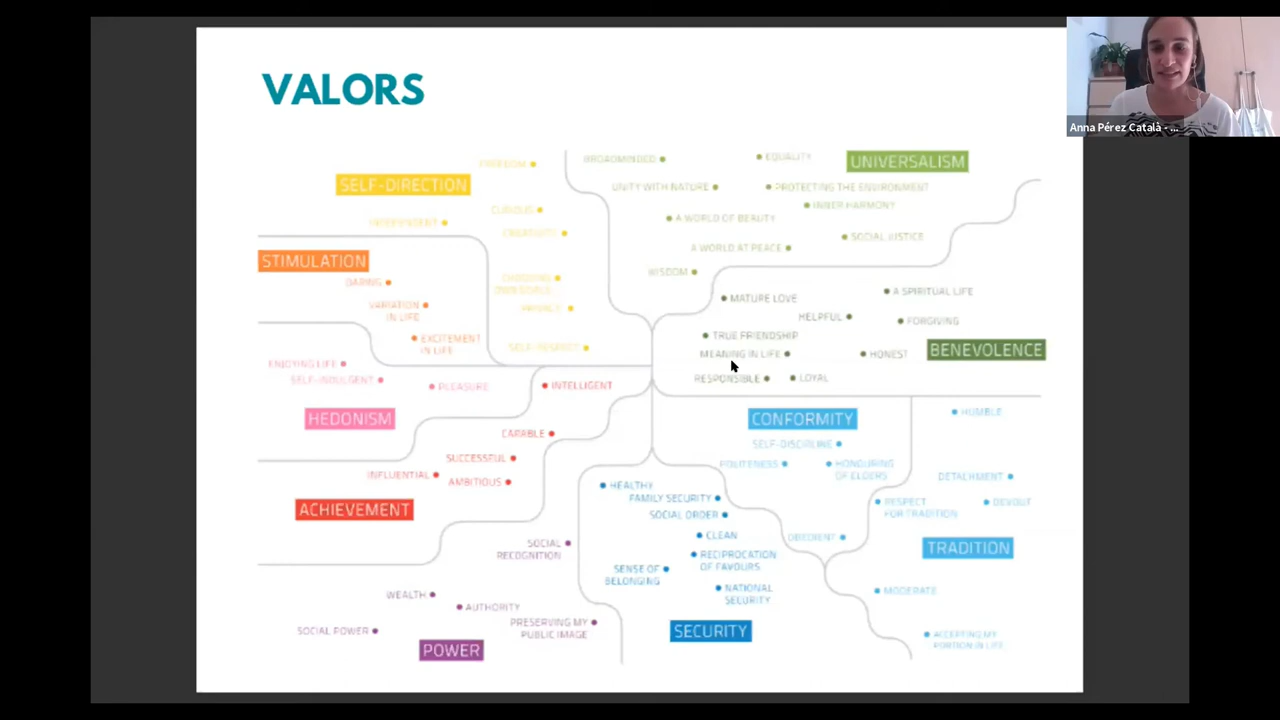 VALORS
Anna Pérez Català - ...
SELF-DIRECTION
FREEDOM
INDEPENDENT
CURIOUS
CREATIVITY
CHOOSING
OWN GOALS
PRIVACY
SELF-RESPECT
STIMULATION
DARING
VARIATION
IN LIFE
EXCITEMENT
IN LIFE
HEDONISM
ENJOYING LIFE
SELF-INDULGENT
PLEASURE
ACHIEVEMENT
INTELLIGENT
CAPABLE
SUCCESSFUL
INFLUENTIAL
AMBITIOUS
POWER
SOCIAL
RECOGNITION
WEALTH
AUTHORITY
PRESERVING MY
PUBLIC IMAGE
SOCIAL POWER
UNIVERSALISM
BROADMINDED
EQUALITY
UNITY WITH NATURE
PROTECTING THE ENVIRONMENT
INNER HARMONY
A WORLD OF BEAUTY
SOCIAL JUSTICE
A WORLD AT PEACE
WISDOM
BENEVOLENCE
MATURE LOVE
A SPIRITUAL LIFE
HELPFUL
FORGIVING
TRUE FRIENDSHIP
MEANING IN LIFE
HONEST
RESPONSIBLE
LOYAL
CONFORMITY
SELF-DISCIPLINE
POLITENESS
HONOURING
OF ELDERS
OBEDIENT
TRADITION
HUMBLE
DETACHMENT
RESPECT
FOR TRADITION
DEVOUT
MODERATE
ACCEPTING MY
PORTION IN LIFE
SECURITY
HEALTHY
FAMILY SECURITY
SOCIAL ORDER
CLEAN
RECIPROCATION
OF FAVOURS
SENSE OF
BELONGING
NATIONAL
SECURITY